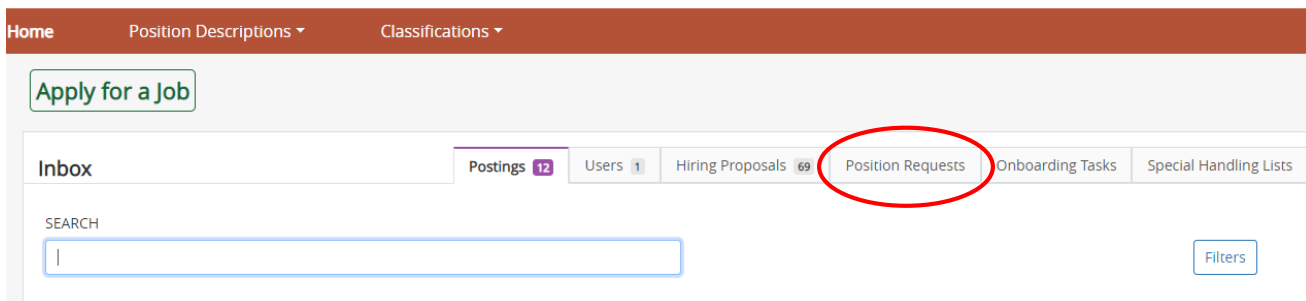 Home Position Descriptions Classifications
Apply for a Job
Inbox Postings 12 Users 1 Hiring Proposals 69 Position Requests Onboarding Tasks Special Handling Lists
SEARCH
Filters